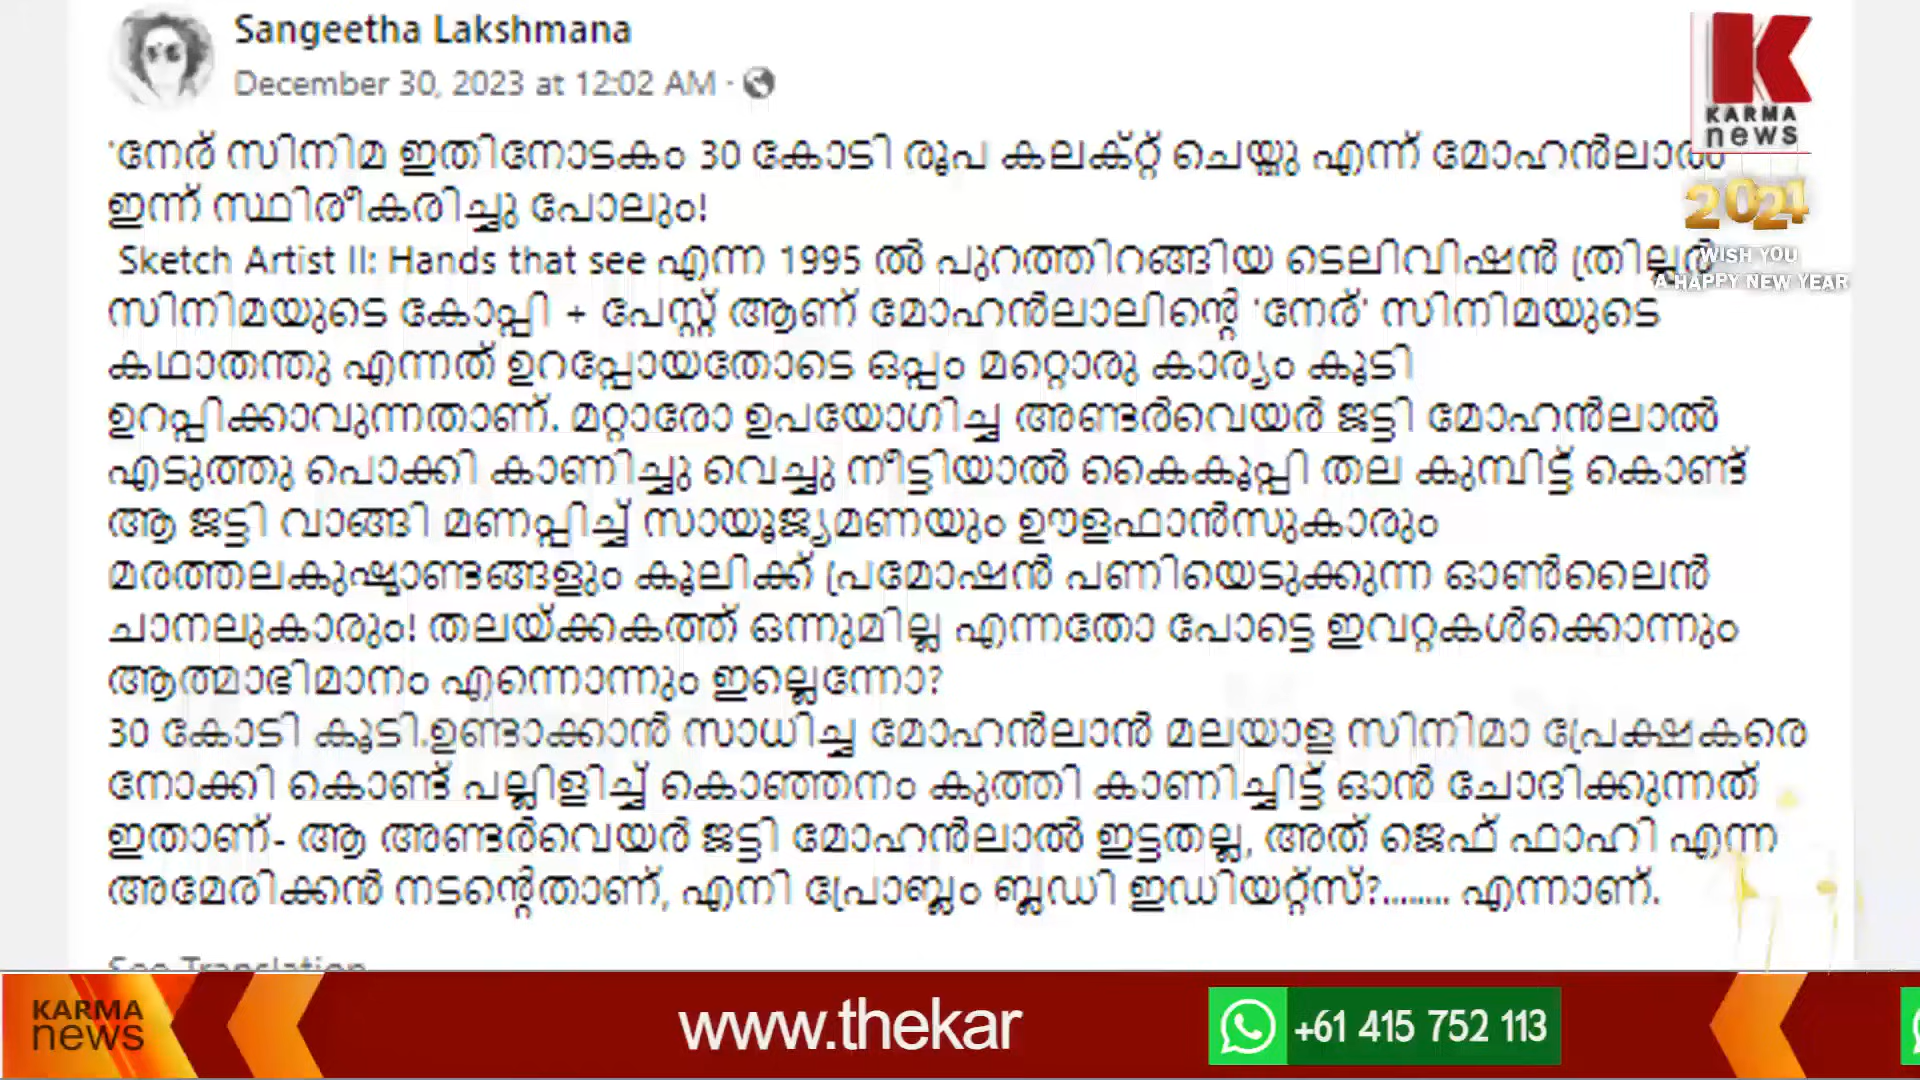 Sangeetha Lakshmana
December 30, 2023 at 12:02 AM ·
'നേര് സിനിമ ഇതിനോടകം 30 കോടി രൂപ കലക്റ്റ് ചെയ്തു എന്ന് മോഹൻലാൽ
ഇന്ന് സ്ഥിരീകരിച്ചു പോലും!
Sketch Artist II: Hands that see എന്ന 1995 ൽ പുറത്തിറങ്ങിയ ടെലിവിഷൻ ത്രില്ലർ
സിനിമയുടെ കോപ്പി + പേസ്റ്റ് ആണ് മോഹൻലാലിന്റെ 'നേര്' സിനിമയുടെ
കഥാതന്തു എന്നത് ഉറപ്പോയതോടെ ഒപ്പം മറ്റൊരു കാര്യം കൂടി
ഉറപ്പിക്കാവുന്നതാണ്. മറ്റാരോ ഉപയോഗിച്ച അണ്ടർവെയർ ജട്ടി മോഹൻലാൽ
എടുത്തു പൊക്കി കാണിച്ചു വെച്ചു നീട്ടിയാൽ കൈകൂപ്പി തല കുമ്പിട്ട് കൊണ്ട്
ആ ജട്ടി വാങ്ങി മണപ്പിച്ച് സായൂജ്യമണയും ഊളഫാൻസുകാരും
മരത്തലകുഷ്മാണ്ടങ്ങളും കൂലിക്ക് പ്രമോഷൻ പണിയെടുക്കുന്ന ഓൺലൈൻ
ചാനലുകാരും! തലയ്ക്കകത്ത് ഒന്നുമില്ല എന്നതോ പോട്ടെ ഇവറ്റകൾക്കൊന്നും
ആത്മാഭിമാനം എന്നൊന്നും ഇല്ലെന്നോ?
30 കോടി കൂടി.ഉണ്ടാക്കാൻ സാധിച്ച മോഹൻലാൻ മലയാള സിനിമാ പ്രേക്ഷകരെ
നോക്കി കൊണ്ട് പല്ലിളിച്ച് കൊഞ്ഞനം കുത്തി കാണിച്ചിട്ട് ഓൻ ചോദിക്കുന്നത്
ഇതാണ്- ആ അണ്ടർവെയർ ജട്ടി മോഹൻലാൽ ഇട്ടതല്ല, അത് ജെഫ് ഫാഹി എന്ന
അമേരിക്കൻ നടന്റെതാണ്, എനി പ്രോബ്ലം ബ്ലഡി ഇഡിയറ്റ്സ്?........ എന്നാണ്.
See Translation
KARMA
news
2024
WISH YOU
A HAPPY NEW YEAR
KARMA
news
www.thekar
+61 415 752 113